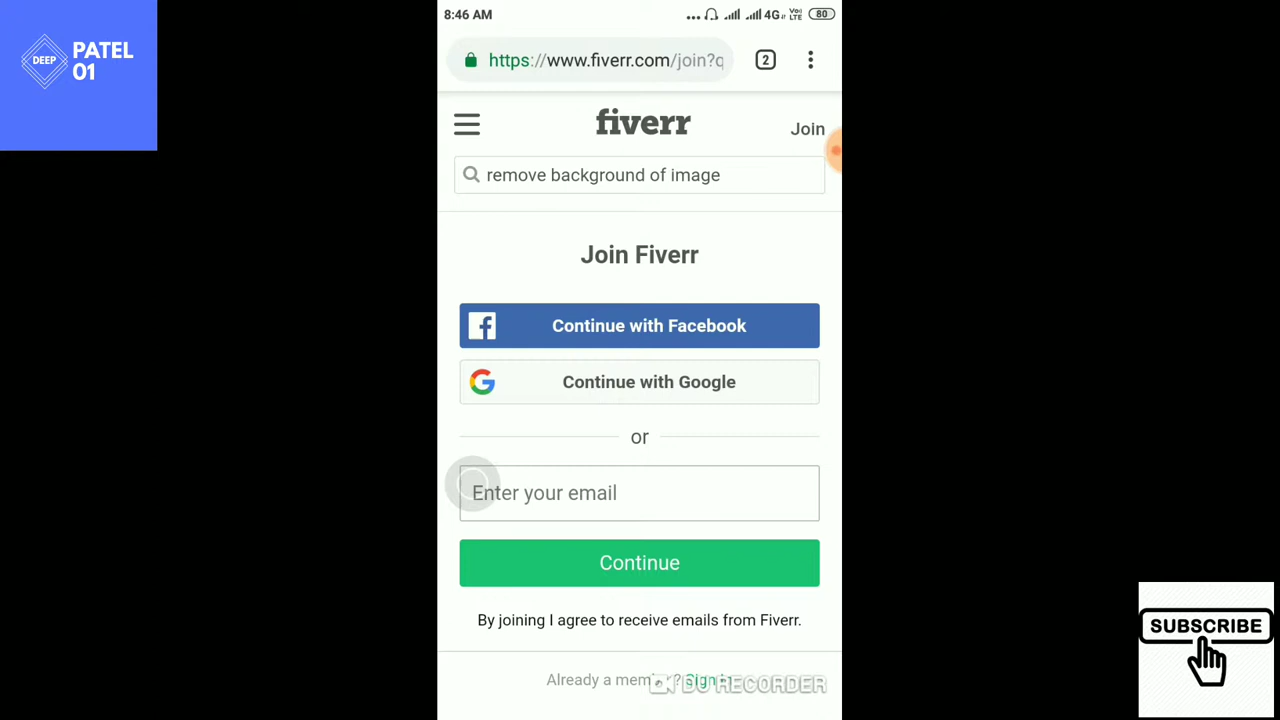 8:46 AM
4G
VoLTE
80
DEEP
PATEL
01
https://www.fiverr.com/join?q
2
fiverr
Join
remove background of image
Join Fiverr
Continue with Facebook
Continue with Google
or
Enter your email
Continue
By joining I agree to receive emails from Fiverr.
Already a mem ? Sign
DU RECORDER
SUBSCRIBE